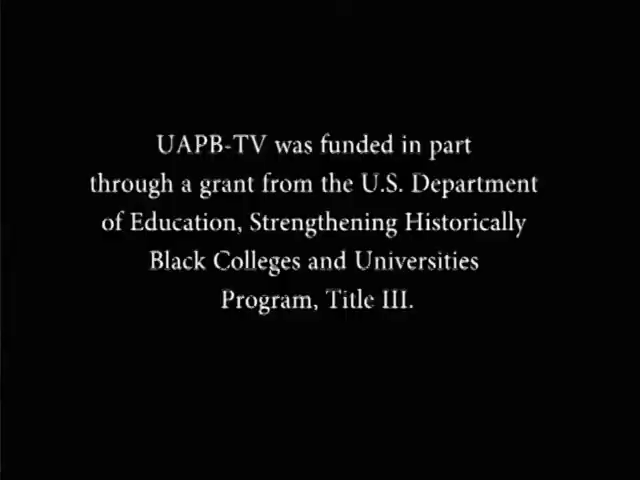 UAPB-TV was funded in part
through a grant from the U.S. Department
of Education, Strengthening Historically
Black Colleges and Universities
Program, Title III.